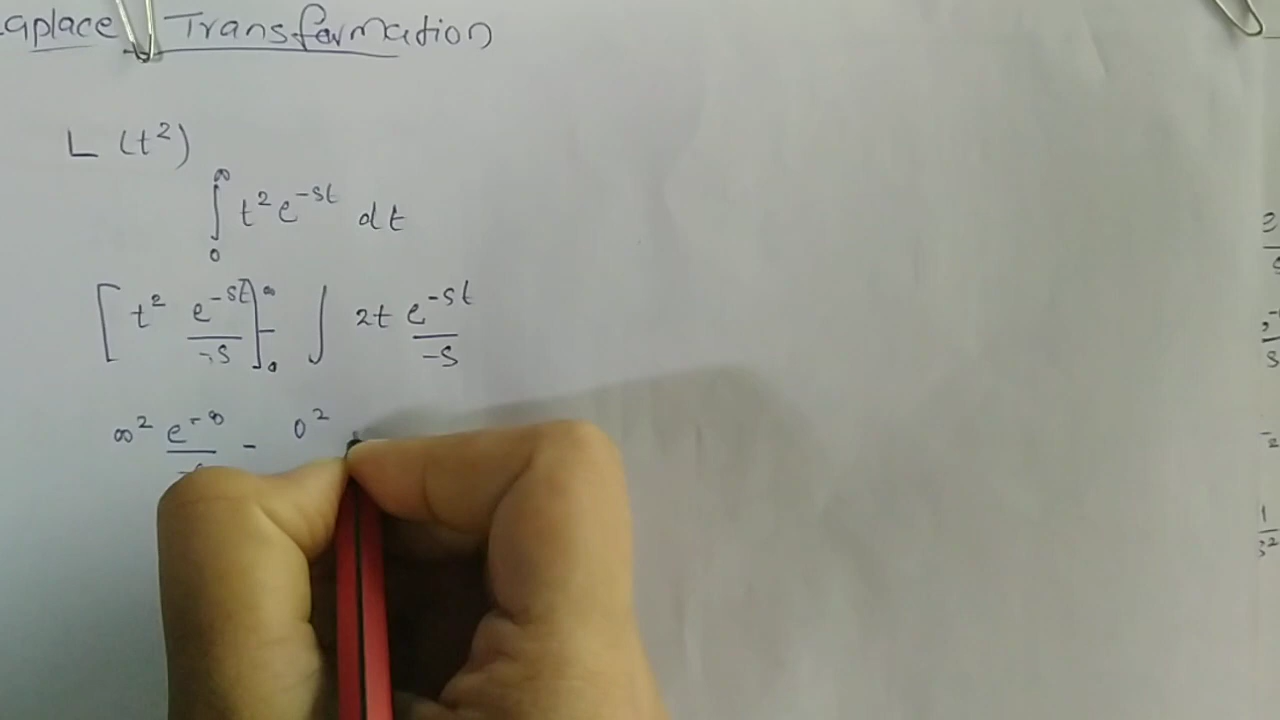 aplace Transformation
L (t²)
∫₀^∞ t² e^-st dt
[t² e^-st/-s]₀^∞ - ∫ 2t e^-st/-s
∞² e^-∞ - 0²